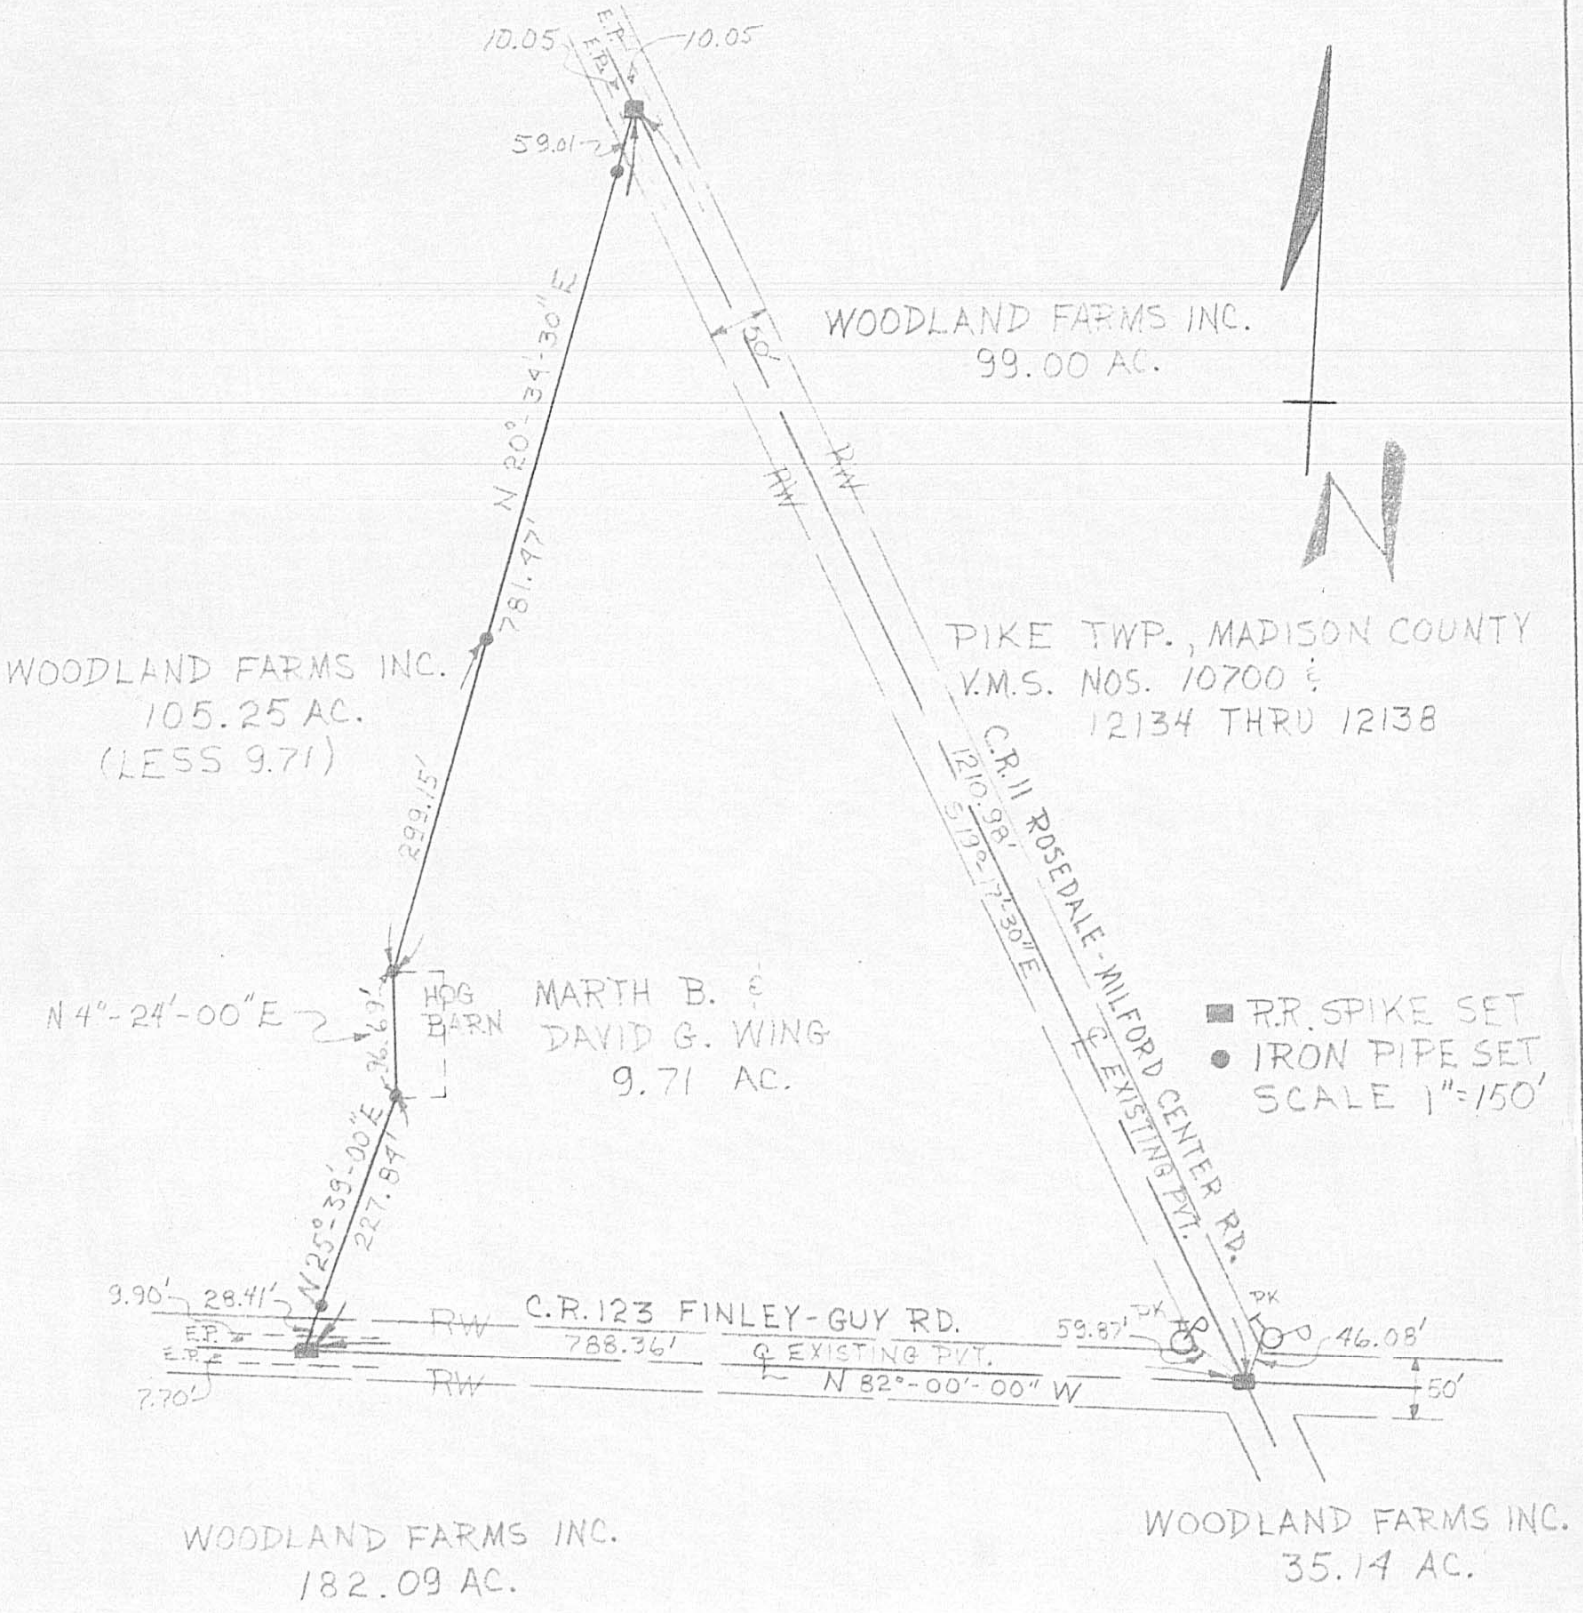 10.05
E.P.
E.P.
10.05
59.01
N 20°-34'-30" E
781.47'
50'
WOODLAND FARMS INC.
99.00 AC.
RW
RW
N
WOODLAND FARMS INC.
105.25 AC.
(LESS 9.71)
PIKE TWP., MADISON COUNTY
V.M.S. NOS. 10700 &
12134 THRU 12138
299.15'
C.R. 11 ROSEDALE-MILFORD CENTER RD.
1210.98'
S 19°-17'-30" E
℄ EXISTING PVT.
N 4°-24'-00" E
96.69'
HOG
BARN
MARTH B. &
DAVID G. WING
9.71 AC.
R.R. SPIKE SET
IRON PIPE SET
SCALE 1"=150'
N 25°-39'-00" E
227.84'
9.90'
28.41'
E.P.
E.P.
7.70'
RW
RW
C.R. 123 FINLEY-GUY RD.
788.36'
℄ EXISTING PVT.
N 82°-00'-00" W
PK
59.87'
PK
46.08'
50'
WOODLAND FARMS INC.
182.09 AC.
WOODLAND FARMS INC.
35.14 AC.